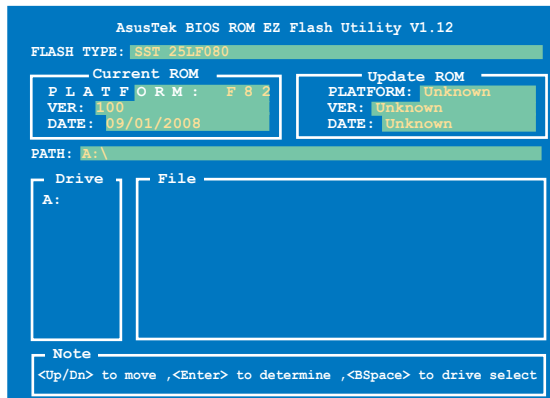 AsusTek BIOS ROM EZ Flash Utility V1.12
FLASH TYPE: SST 25LF080
Current ROM
PLATFORM: F82
VER: 100
DATE: 09/01/2008
Update ROM
PLATFORM: Unknown
VER: Unknown
DATE: Unknown
PATH: A:\
Drive
A:
File
Note
<Up/Dn> to move ,<Enter> to determine ,<BSpace> to drive select